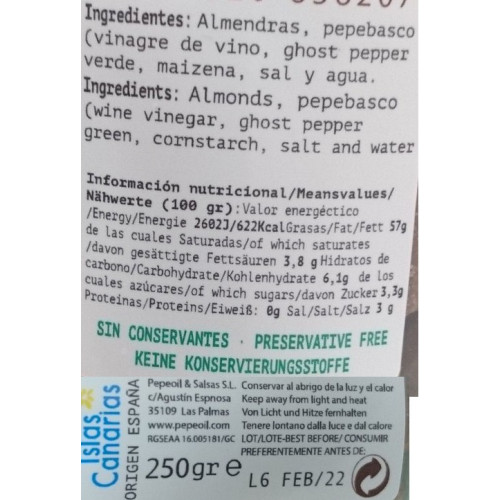 Ingredientes: Almendras, pepebasco
(vinagre de vino, ghost pepper
verde, maizena, sal y agua.
Ingredients: Almonds, pepebasco
(wine vinegar, ghost pepper
green, cornstarch, salt and water
Información nutricional/Meansvalues/
Nähwerte (100 gr):Valor energéctico
/Energy/Energie 2602J/622KcalGrasas/Fat/Fett 57g
de las cuales Saturadas/of which saturates
/davon gesättigte Fettsäuren 3,8 g Hidratos de
carbono/Carbohydrate/Kohlenhydrate 6,1g de los
cuales azúcares/of which sugars/davon Zucker 3,3g
Proteinas/Proteins/Eiweiß: 0g Sal/Salt/Salz 3 g
SIN CONSERVANTES · PRESERVATIVE FREE
KEINE KONSERVIERUNGSSTOFFE
Islas
Canarias
ORIGEN ESPAÑA
Pepeoil & Salsas S.L.
c/Agustín Espnosa
35109 Las Palmas
www.pepeoil.com
RGSEAA 16.005181/GC
Conservar al abrigo de la luz y el calor
Keep away from light and heat
Von Licht und Hitze fernhalten
Tenere lontano dalla luce e dal calore
LOT/LOTE-BEST BEFORE/ CONSUMIR
PREFERENTEMENTE ANTES DE:
250gr e
L6 FEB/22